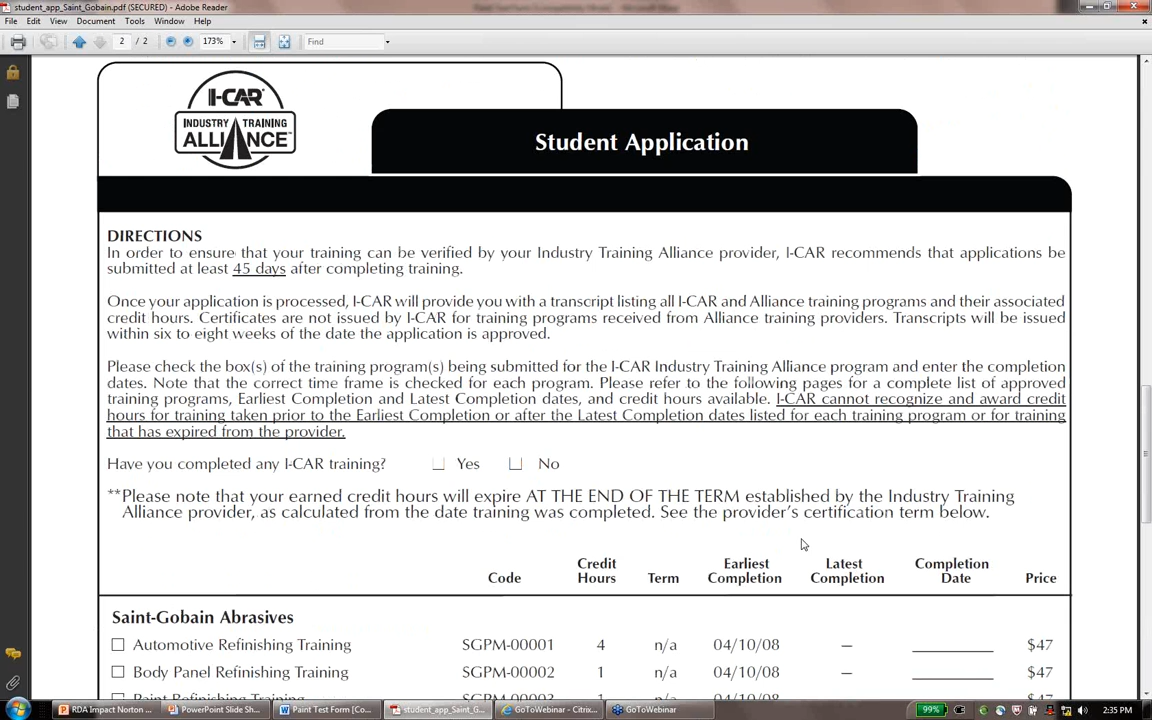 student_app_Saint_Gobain.pdf (SECURED) - Adobe Reader
File Edit View Document Tools Window Help
2 / 2 173% Find
I-CAR
INDUSTRY TRAINING
ALLIANCE
Student Application
DIRECTIONS
In order to ensure that your training can be verified by your Industry Training Alliance provider, I-CAR recommends that applications be
submitted at least 45 days after completing training.
Once your application is processed, I-CAR will provide you with a transcript listing all I-CAR and Alliance training programs and their associated
credit hours. Certificates are not issued by I-CAR for training programs received from Alliance training providers. Transcripts will be issued
within six to eight weeks of the date the application is approved.
Please check the box(s) of the training program(s) being submitted for the I-CAR Industry Training Alliance program and enter the completion
dates. Note that the correct time frame is checked for each program. Please refer to the following pages for a complete list of approved
training programs, Earliest Completion and Latest Completion dates, and credit hours available. I-CAR cannot recognize and award credit
hours for training taken prior to the Earliest Completion or after the Latest Completion dates listed for each training program or for training
that has expired from the provider.
Have you completed any I-CAR training? Yes No
**Please note that your earned credit hours will expire AT THE END OF THE TERM established by the Industry Training
Alliance provider, as calculated from the date training was completed. See the provider's certification term below.
Code Credit Hours Term Earliest Completion Latest Completion Completion Date Price
Saint-Gobain Abrasives
Automotive Refinishing Training SGPM-00001 4 n/a 04/10/08 — $47
Body Panel Refinishing Training SGPM-00002 1 n/a 04/10/08 — $47
Paint Refinishing Training SGPM-00003 1 n/a 04/10/08 — $47
RDA Impact Norton ... PowerPoint Slide Sh... Paint Test Form [Co... student_app_Saint_G... GoToWebinar - Citrix... GoToWebinar 99% 2:35 PM